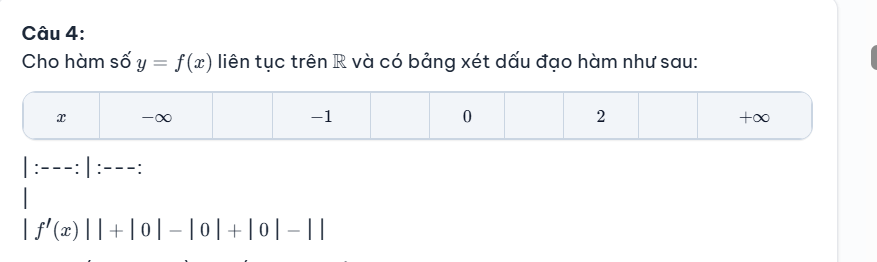 Câu 4:
Cho hàm số y = f(x) liên tục trên ℝ và có bảng xét dấu đạo hàm như sau:
x −∞ −1 0 2 +∞
| :---: | :---:
|
| f′(x) | | + | 0 | − | 0 | + | 0 | − | |